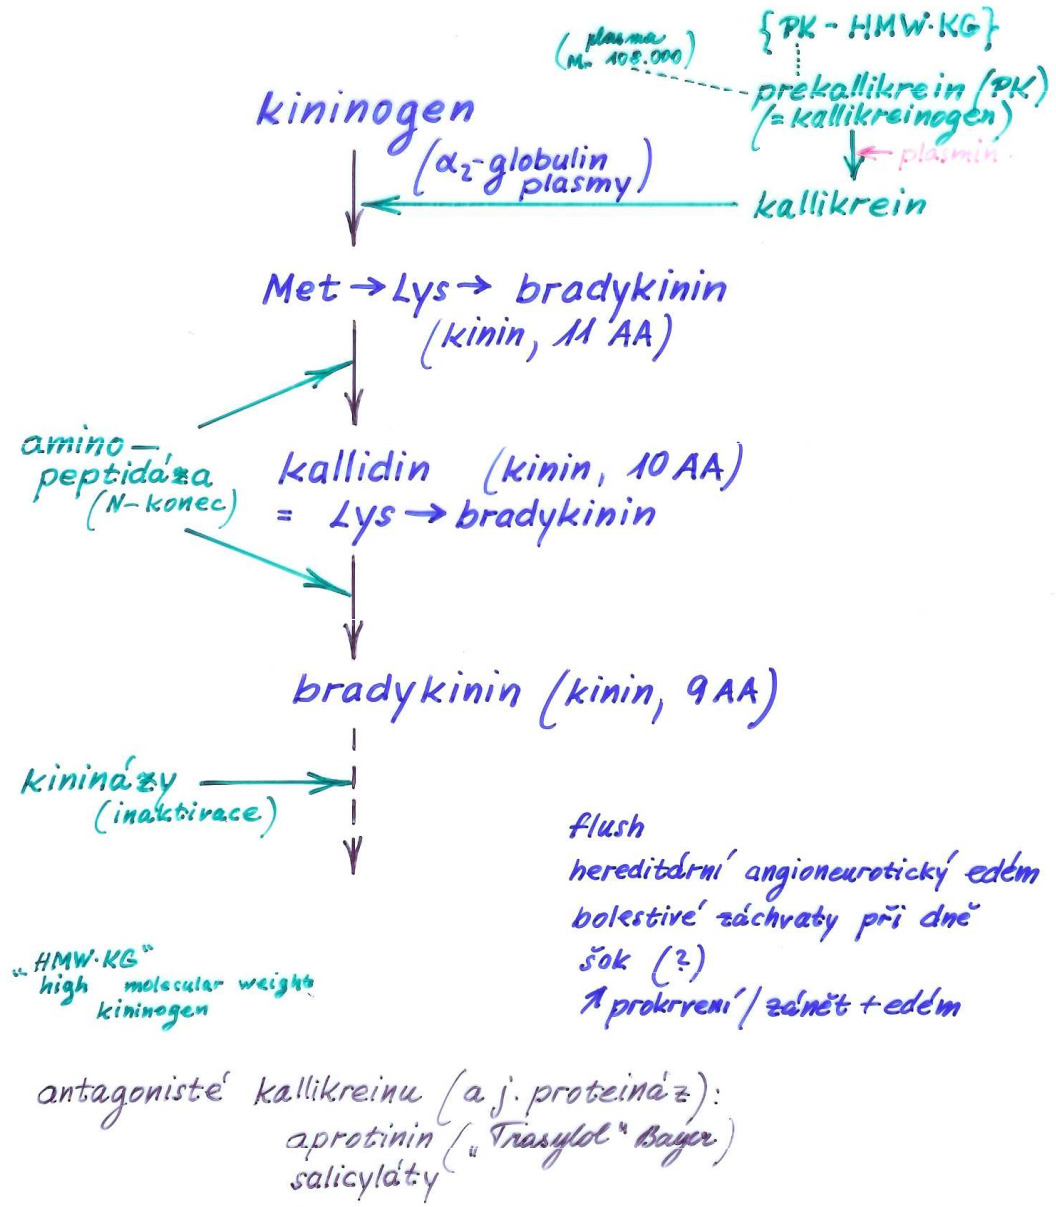 {PK - HMW·KG}
(plasma
Mr 108.000)
prekallikrein (PK)
(= kallikreinogen)
← plasmin
kallikrein
kininogen
(α2-globulin
plasmy)
Met → Lys → bradykinin
(kinin, 11 AA)
amino-
peptidáza
(N-konec)
kallidin (kinin, 10 AA)
= Lys → bradykinin
bradykinin (kinin, 9 AA)
kininázy
(inaktivace)
flush
hereditární angioneurotický edém
bolestivé záchvaty při dně
šok (?)
↑ prokrvení / zánět + edém
„HMW·KG“
high molecular weight
kininogen
antagonisté kallikreinu (a j. proteináz):
aprotinin („Trasylol“ Bayer)
salicyláty